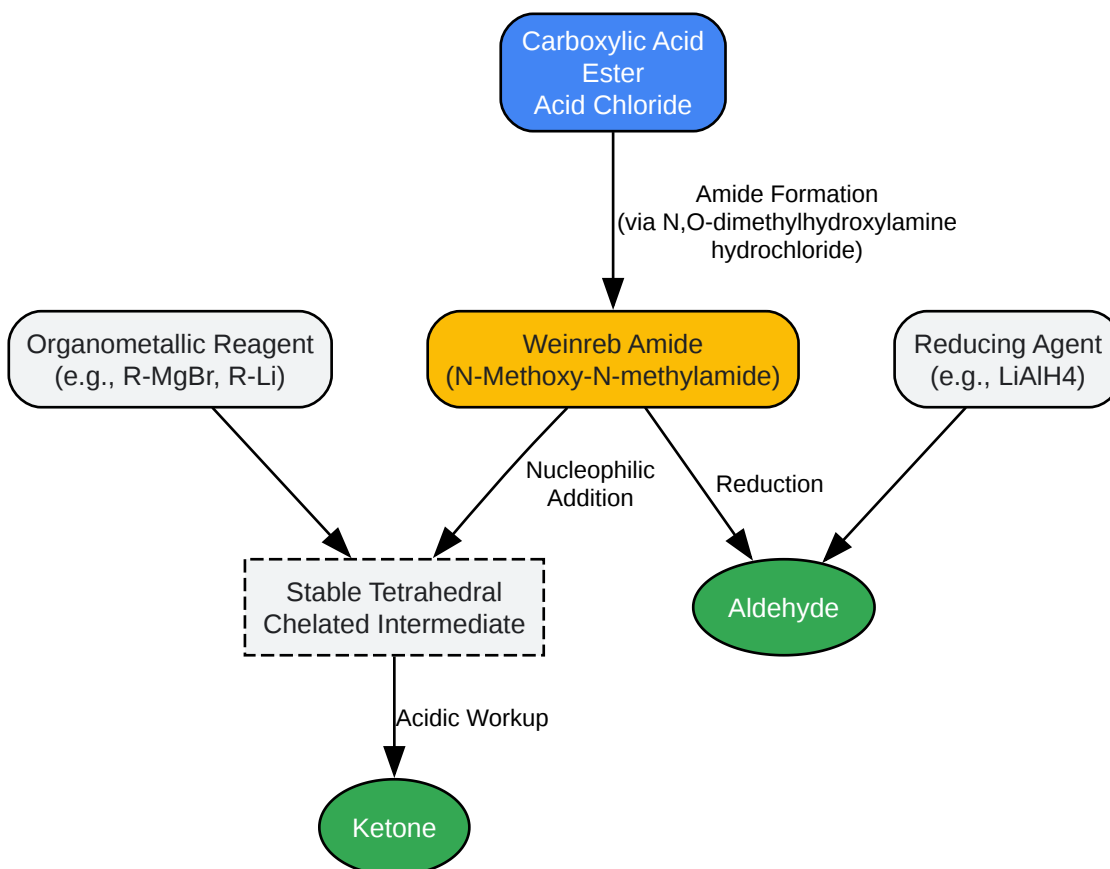 Carboxylic Acid
Ester
Acid Chloride
Amide Formation
(via N,O-dimethylhydroxylamine
hydrochloride)
Organometallic Reagent
(e.g., R-MgBr, R-Li)
Weinreb Amide
(N-Methoxy-N-methylamide)
Reducing Agent
(e.g., LiAlH4)
Nucleophilic
Addition
Reduction
Stable Tetrahedral
Chelated Intermediate
Aldehyde
Acidic Workup
Ketone